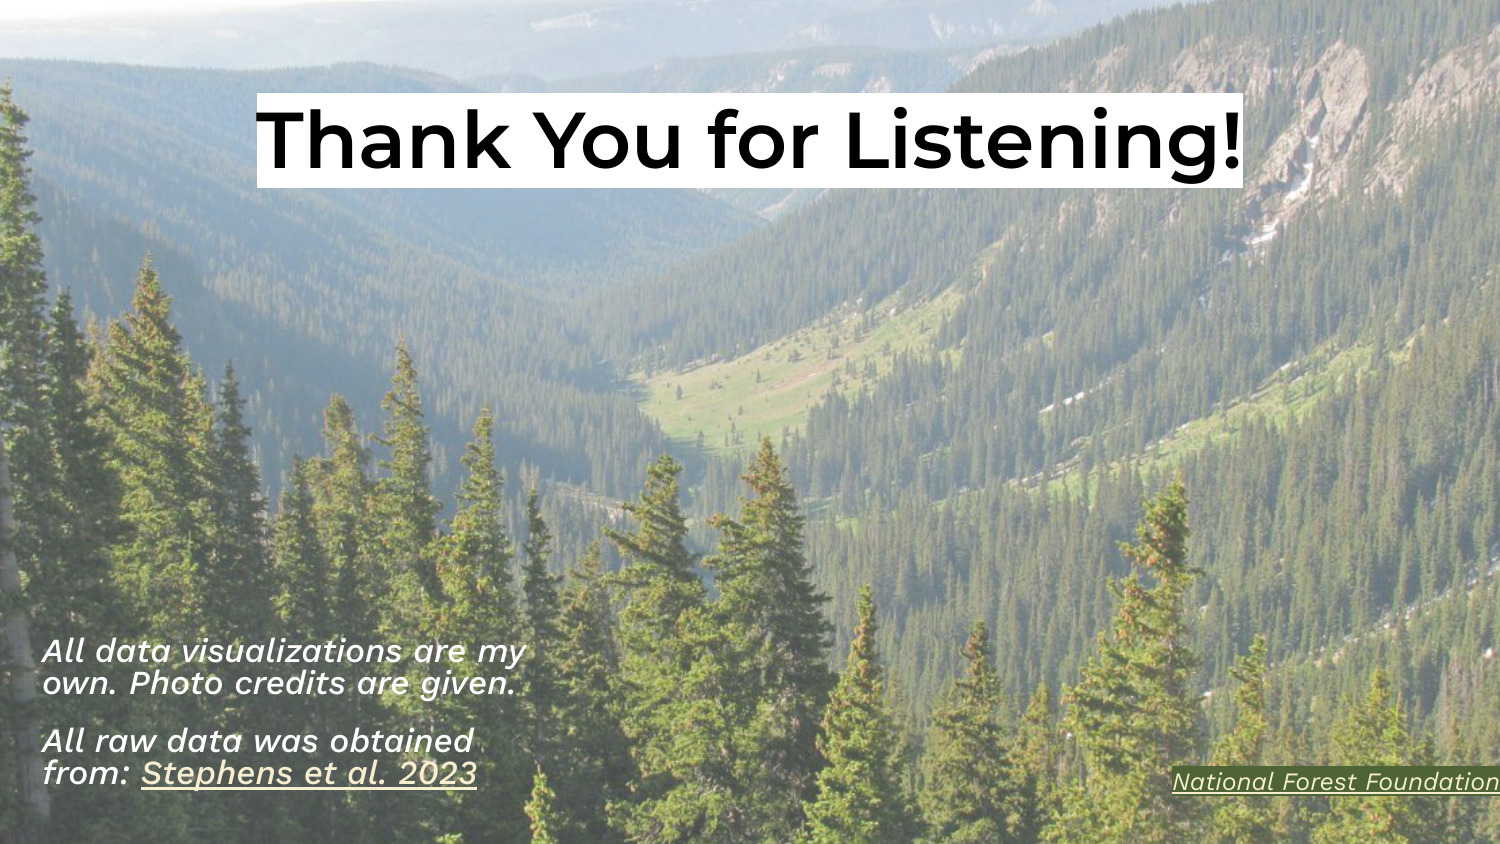 Thank You for Listening!
All data visualizations are my
own. Photo credits are given.
All raw data was obtained
from: Stephens et al. 2023
National Forest Foundation